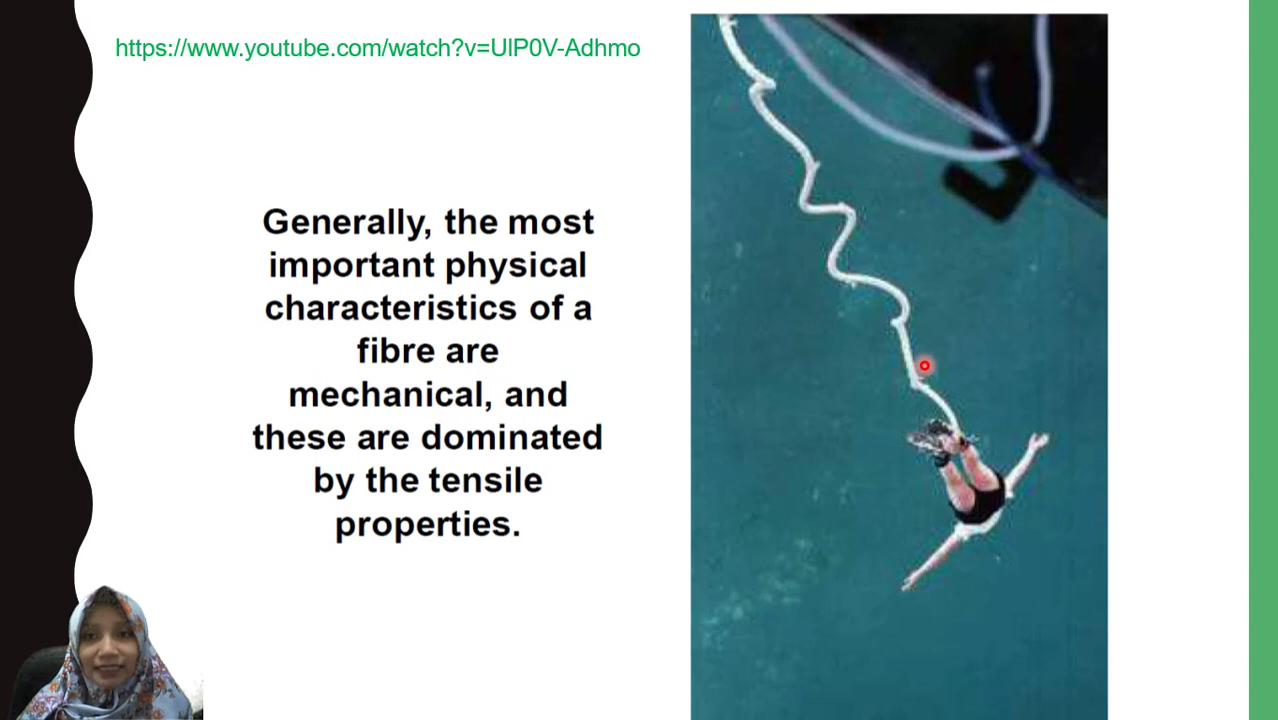 https://www.youtube.com/watch?v=UlP0V-Adhmo
Generally, the most
important physical
characteristics of a
fibre are
mechanical, and
these are dominated
by the tensile
properties.